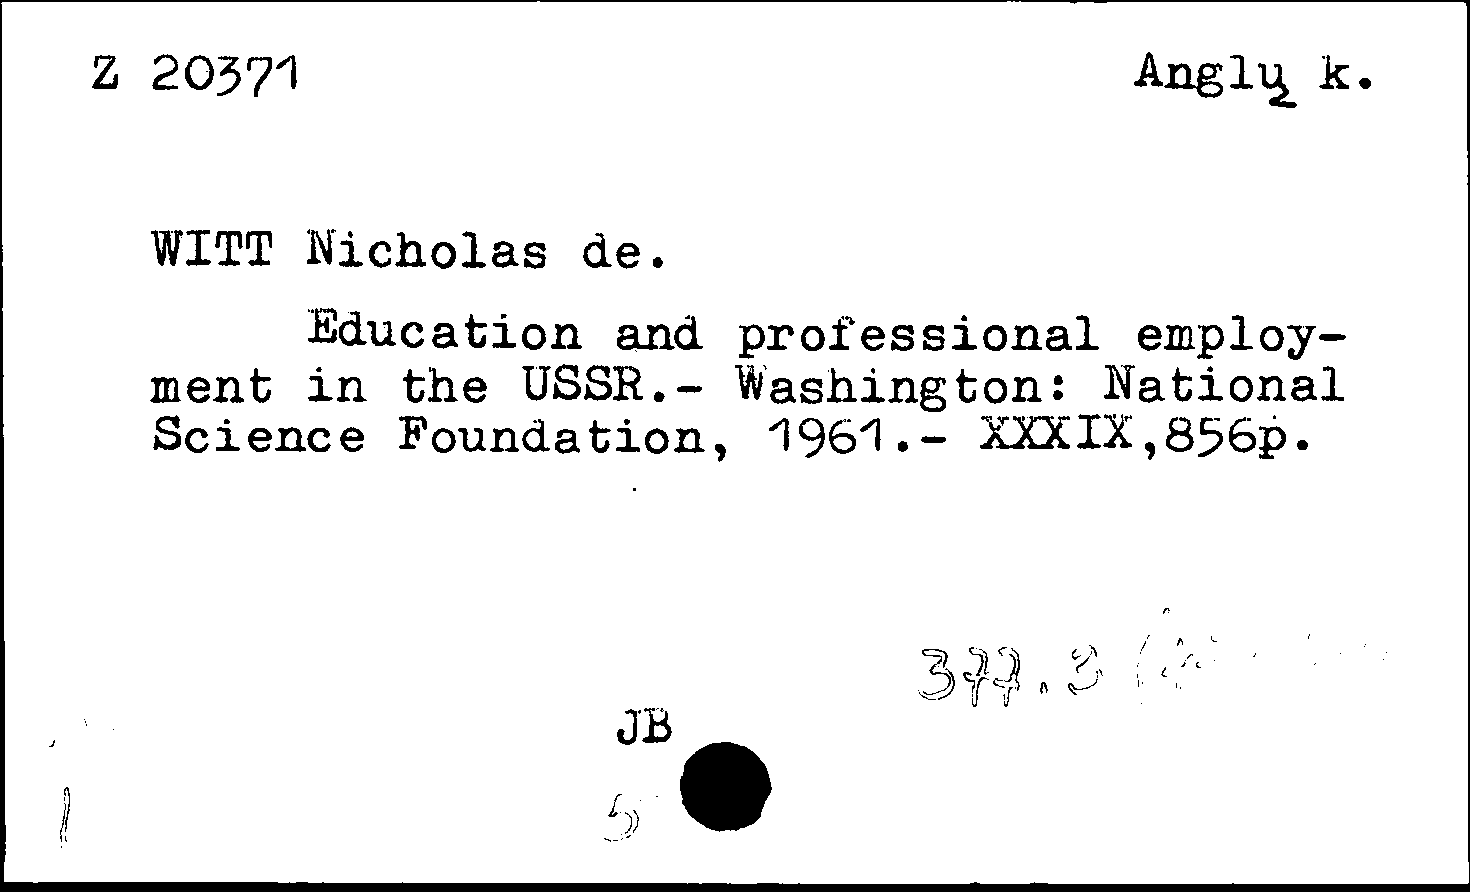 Z 20371 Anglų k.
WITT Nicholas de.
Education and professional employ-
ment in the USSR.- Washington: National
Science Foundation, 1961.- XXXIX,856p.
377.3
JB
5